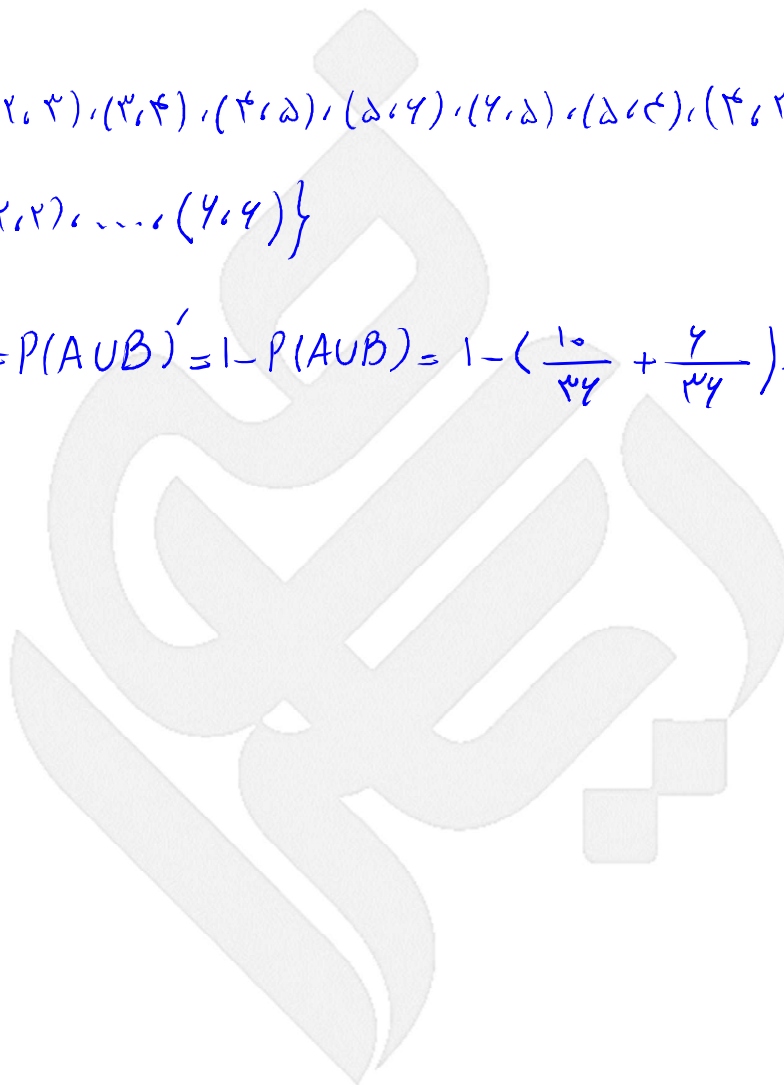 ۲, ۳), (۳,۴), (۴,۵), (۵,۶), (۶,۵), (۵,۴), (۴,۳
۲,۲), ..., (۶,۶)}
=P(A∪B)′=1-P(A∪B)= 1-(۱۰/۳۶ + ۶/۳۶)